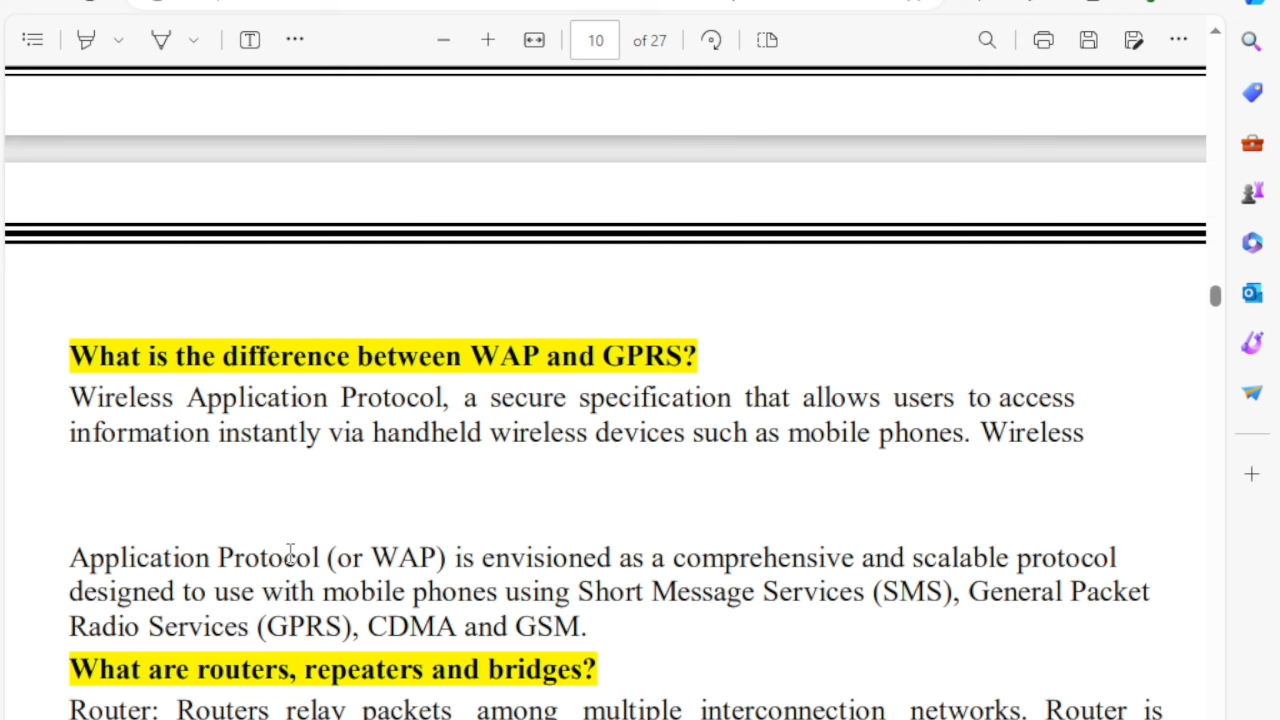 10 of 27
What is the difference between WAP and GPRS?
Wireless Application Protocol, a secure specification that allows users to access
information instantly via handheld wireless devices such as mobile phones. Wireless
Application Protocol (or WAP) is envisioned as a comprehensive and scalable protocol
designed to use with mobile phones using Short Message Services (SMS), General Packet
Radio Services (GPRS), CDMA and GSM.
What are routers, repeaters and bridges?
Router: Routers relay packets among multiple interconnection networks. Router is